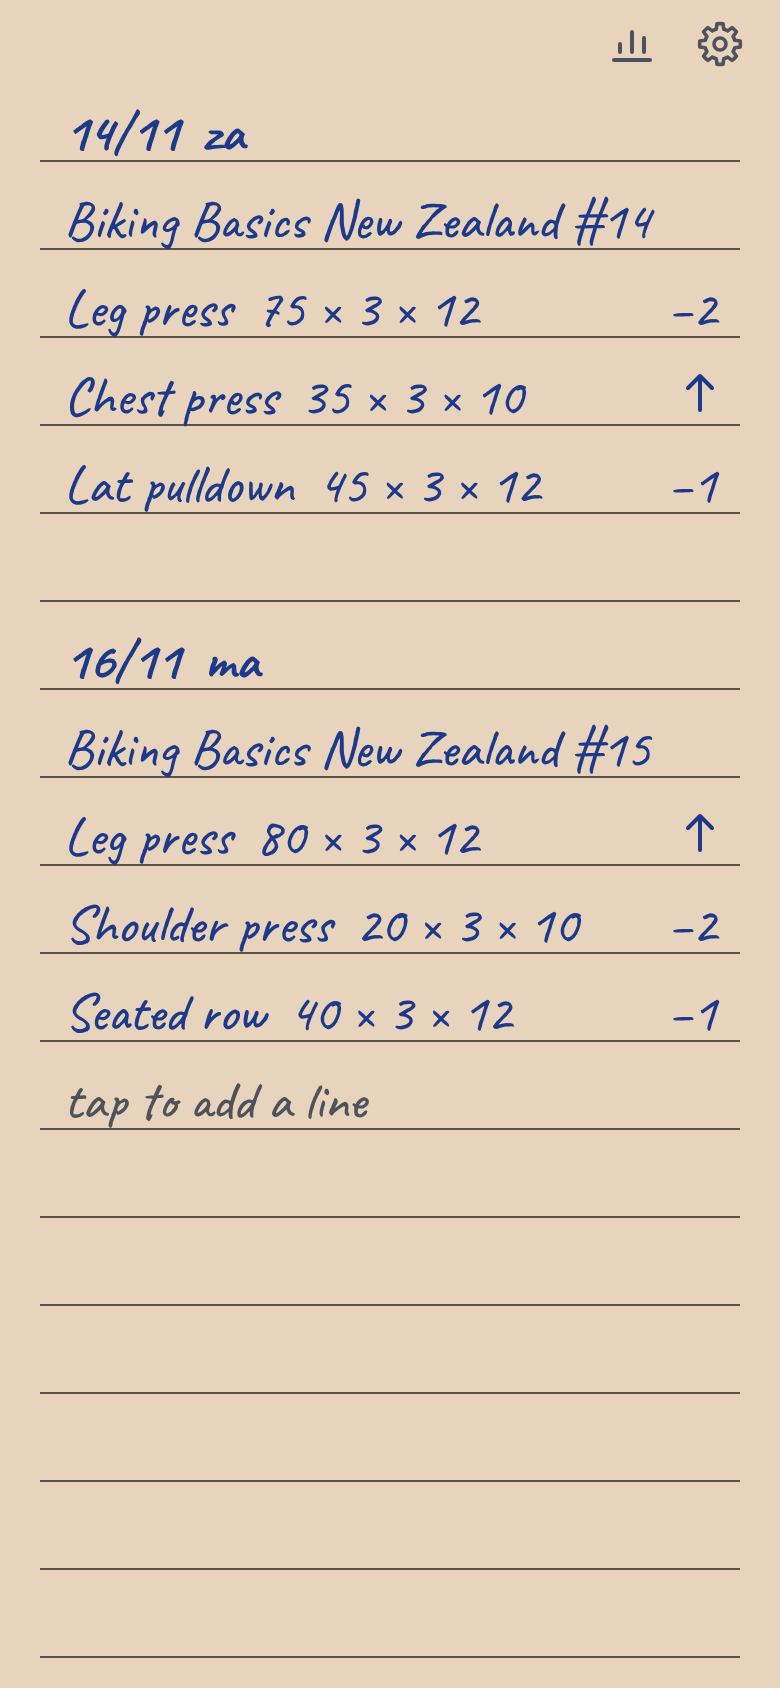 14/11 za
Biking Basics New Zealand #14
Leg press 75 × 3 × 12 –2
Chest press 35 × 3 × 10 ↑
Lat pulldown 45 × 3 × 12 –1
16/11 ma
Biking Basics New Zealand #15
Leg press 80 × 3 × 12 ↑
Shoulder press 20 × 3 × 10 –2
Seated row 40 × 3 × 12 –1
tap to add a line